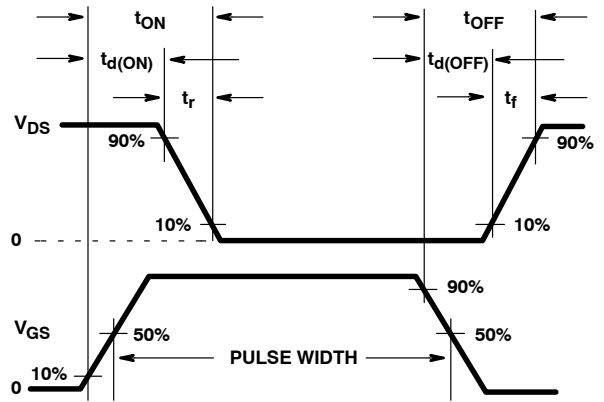 tON tOFF
td(ON) td(OFF)
tr tf
VDS
90% 90%
10% 10%
0
90%
VGS 50% 50%
PULSE WIDTH
10%
0